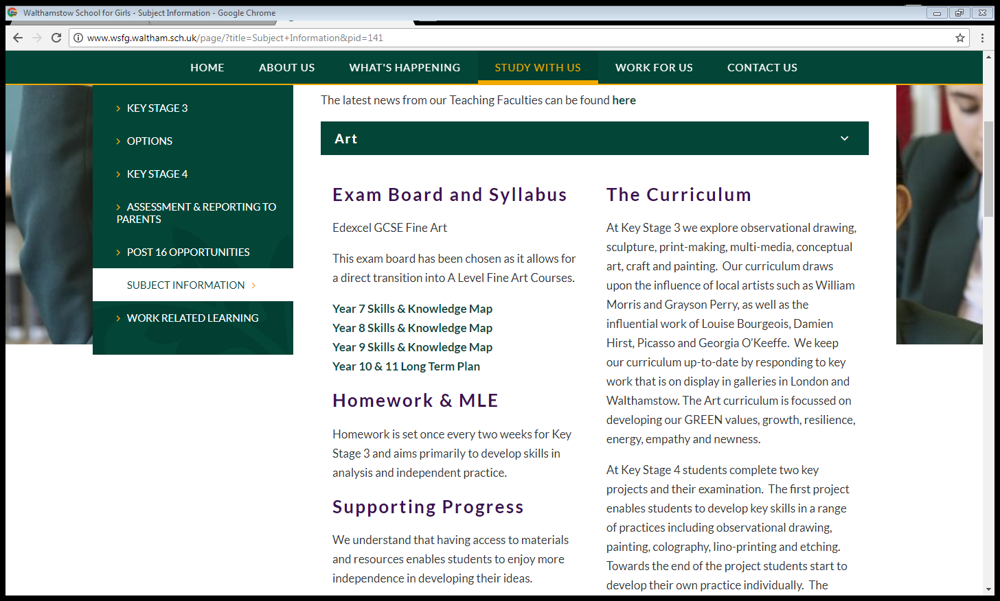 Walthamstow School for Girls - Subject Information - Google Chrome
www.wsfg.waltham.sch.uk/page/?title=Subject+Information&pid=141
HOME
ABOUT US
WHAT'S HAPPENING
STUDY WITH US
WORK FOR US
CONTACT US
KEY STAGE 3
OPTIONS
KEY STAGE 4
ASSESSMENT & REPORTING TO
PARENTS
POST 16 OPPORTUNITIES
SUBJECT INFORMATION
WORK RELATED LEARNING
The latest news from our Teaching Faculties can be found here
Art
Exam Board and Syllabus
Edexcel GCSE Fine Art
This exam board has been chosen as it allows for
a direct transition into A Level Fine Art Courses.
Year 7 Skills & Knowledge Map
Year 8 Skills & Knowledge Map
Year 9 Skills & Knowledge Map
Year 10 & 11 Long Term Plan
Homework & MLE
Homework is set once every two weeks for Key
Stage 3 and aims primarily to develop skills in
analysis and independent practice.
Supporting Progress
We understand that having access to materials
and resources enables students to enjoy more
independence in developing their ideas.
The Curriculum
At Key Stage 3 we explore observational drawing,
sculpture, print-making, multi-media, conceptual
art, craft and painting.  Our curriculum draws
upon the influence of local artists such as William
Morris and Grayson Perry, as well as the
influential work of Louise Bourgeois, Damien
Hirst, Picasso and Georgia O’Keeffe.  We keep
our curriculum up-to-date by responding to key
work that is on display in galleries in London and
Walthamstow. The Art curriculum is focussed on
developing our GREEN values, growth, resilience,
energy, empathy and newness.
At Key Stage 4 students complete two key
projects and their examination.  The first project
enables students to develop key skills in a range
of practices including observational drawing,
painting, colography, lino-printing and etching.
Towards the end of the project students start to
develop their own practice individually.  The